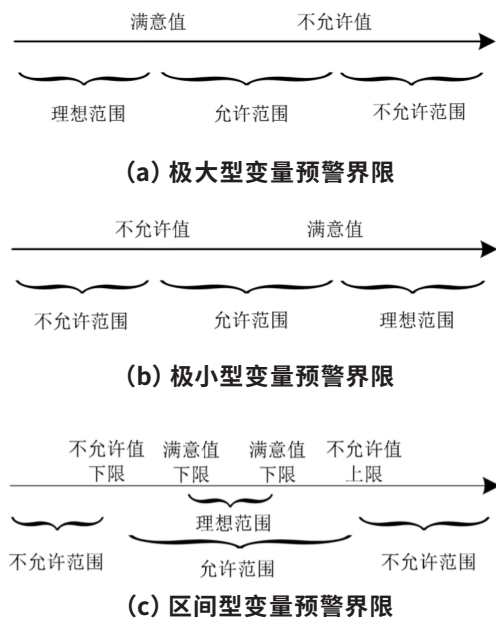 满意值 不允许值
理想范围 允许范围 不允许范围
(a) 极大型变量预警界限
不允许值 满意值
不允许范围 允许范围 理想范围
(b) 极小型变量预警界限
不允许值 满意值 满意值 不允许值
下限 下限 下限 上限
理想范围
不允许范围 允许范围 不允许范围
(c) 区间型变量预警界限